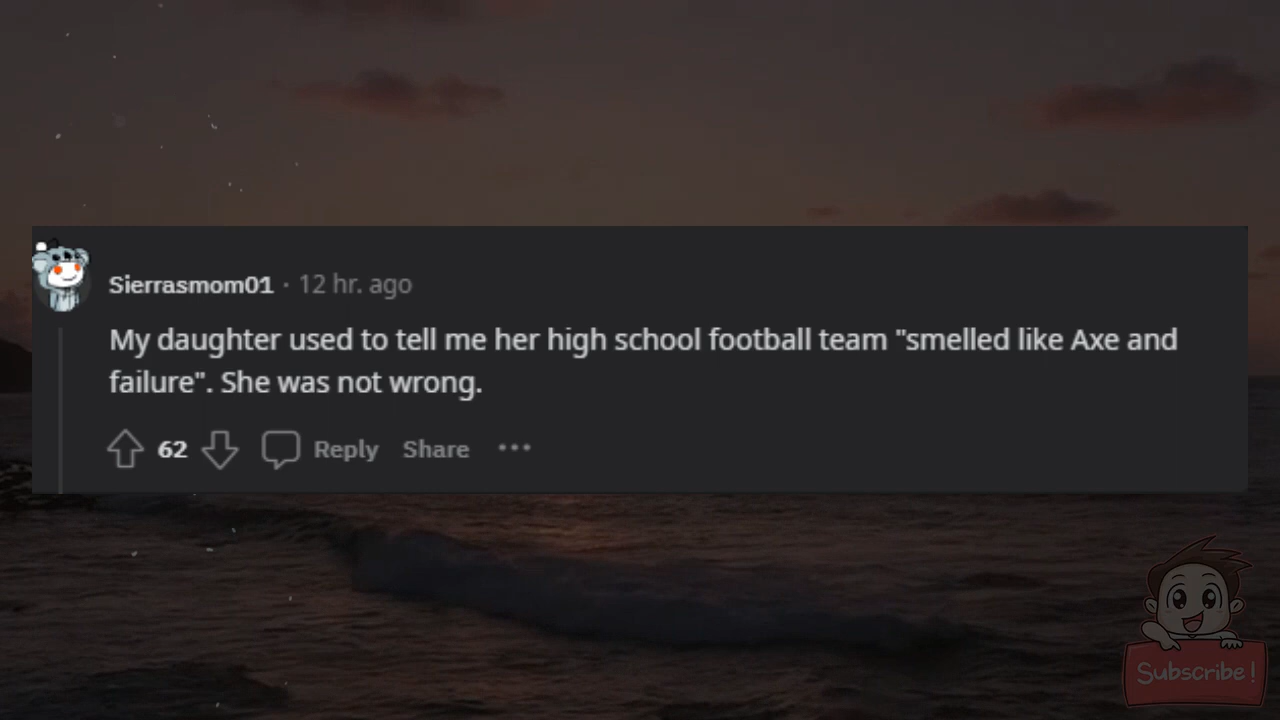 Sierrasmom01 · 12 hr. ago
My daughter used to tell me her high school football team "smelled like Axe and
failure". She was not wrong.
62 Reply Share ...
Subscribe!